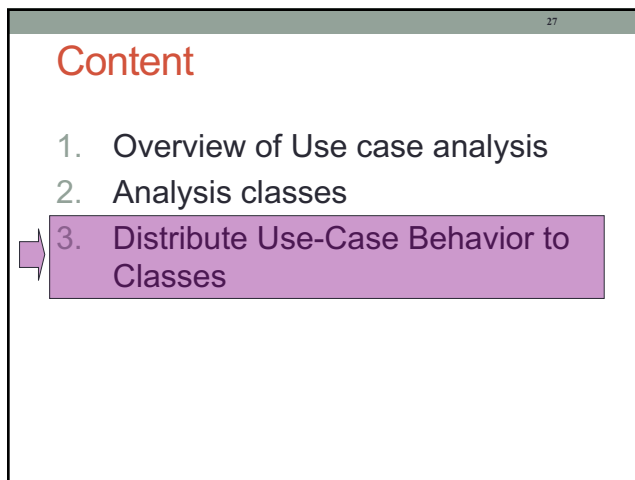 27
Content
1. Overview of Use case analysis
2. Analysis classes
3. Distribute Use-Case Behavior to
Classes